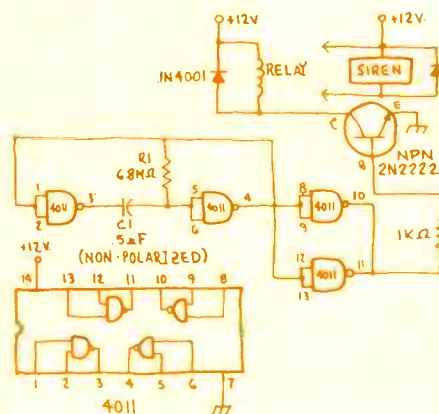 +12V
+12V
1N4001
RELAY
SIREN
C
E
B
NPN
2N2222
R1
6.8MΩ
1
2
4011
3
C1
.5µF
(NON-POLARIZED)
5
6
4011
4
8
9
4011
10
12
13
4011
11
1KΩ
+12V.
14
13
12
11
10
9
8
1
2
3
4
5
6
7
4011